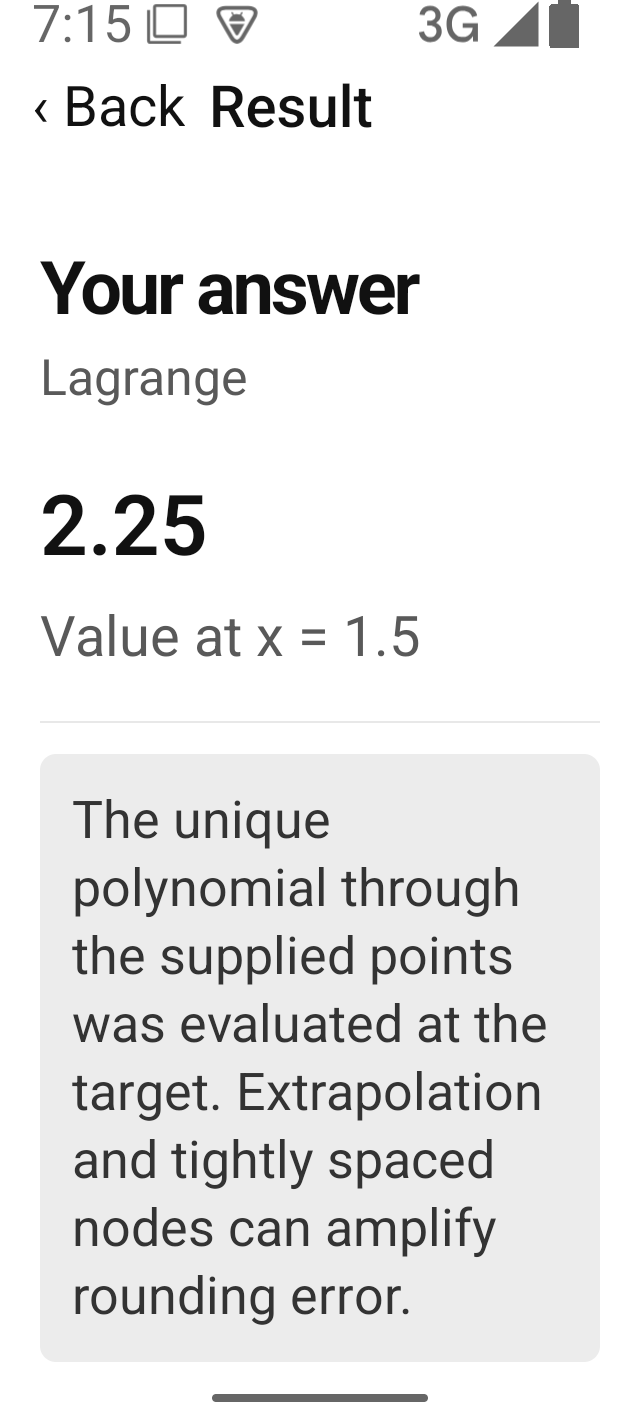 7:15 3G
‹ Back Result
Your answer
Lagrange
2.25
Value at x = 1.5
The unique
polynomial through
the supplied points
was evaluated at the
target. Extrapolation
and tightly spaced
nodes can amplify
rounding error.